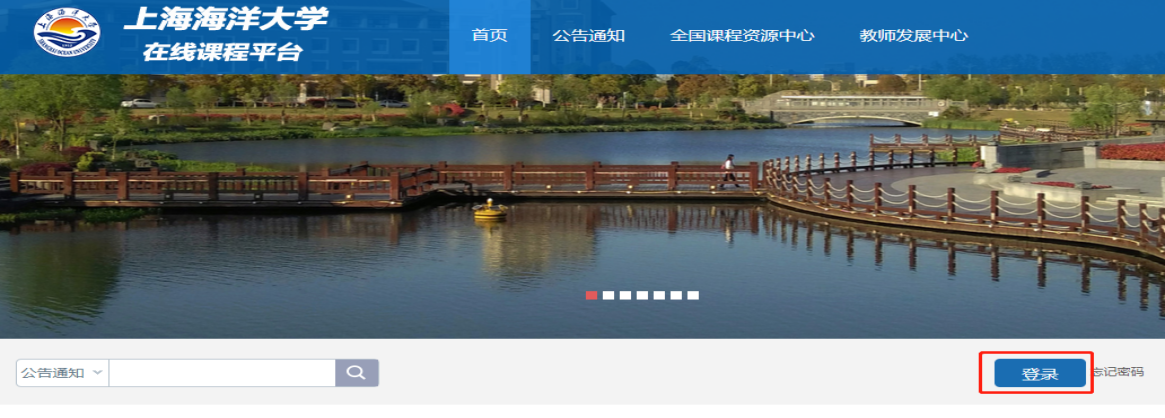 上海海洋大学
在线课程平台
首页 公告通知 全国课程资源中心 教师发展中心
公告通知 登录 忘记密码